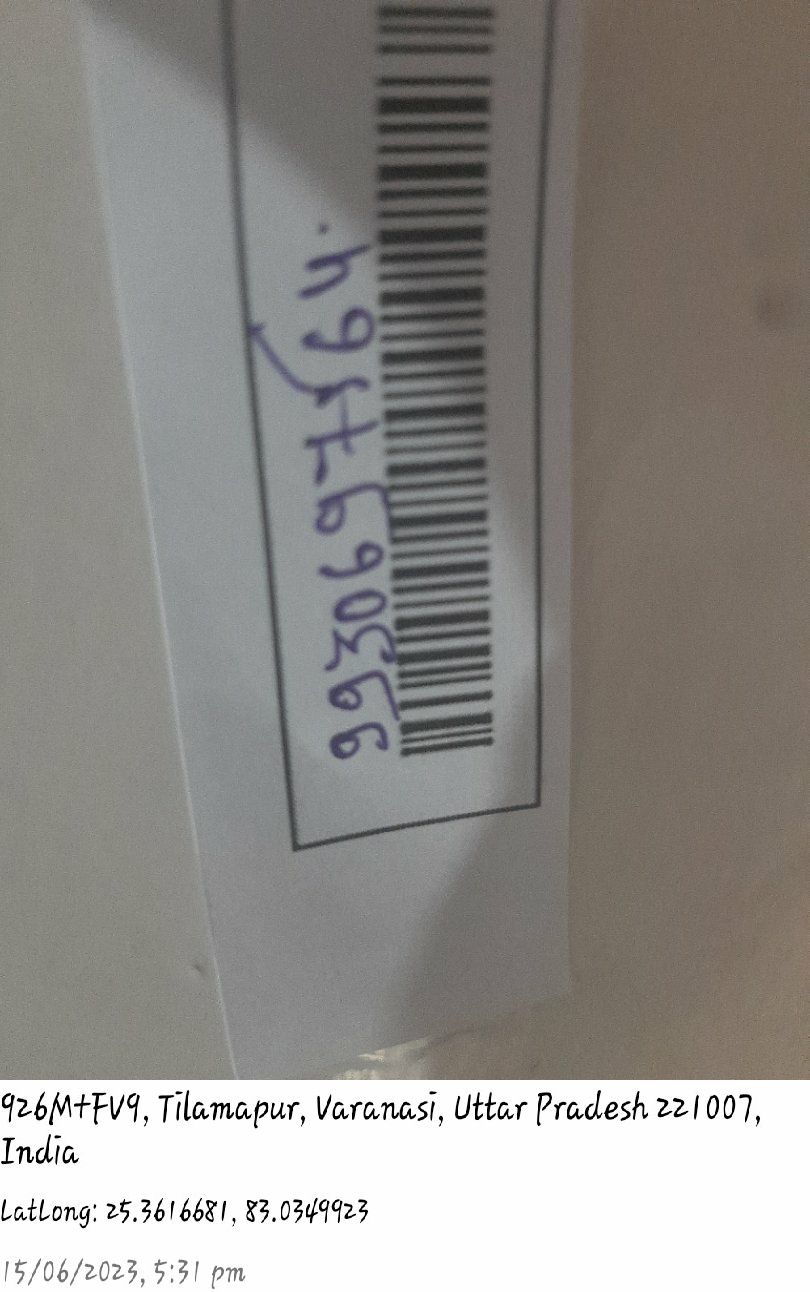 9930697564.
926M+FV9, Tilamapur, Varanasi, Uttar Pradesh 221007,
India
LatLong: 25.3616681, 83.0349923
15/06/2023, 5:31 pm